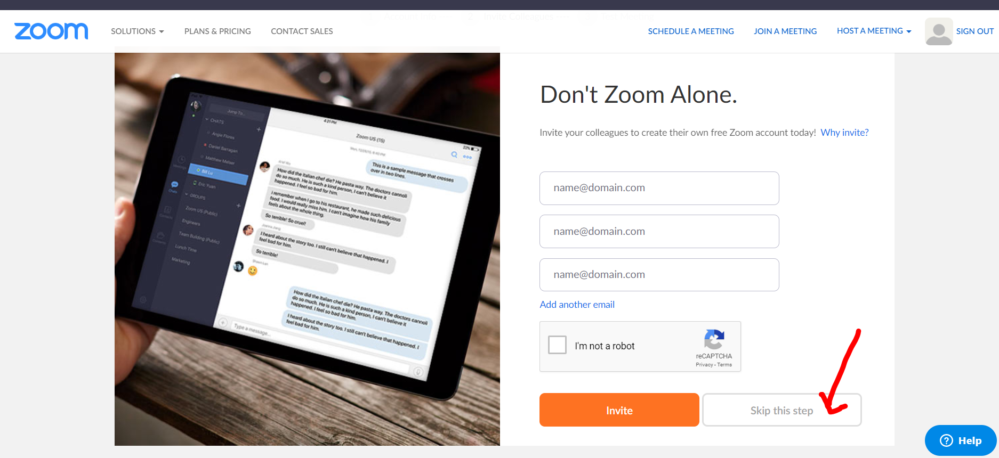 Account Info
2 Invite Colleagues
Test Meeting
zoom
SOLUTIONS
PLANS & PRICING
CONTACT SALES
SCHEDULE A MEETING
JOIN A MEETING
HOST A MEETING
SIGN OUT
Jump To...
CHATS
Angie Flores
Daniel Barragan
Matthew Malser
Bill Lu
Eric Yuan
GROUPS
Zoom US (Public)
Engineers
Team Building (Public)
Lunch Time
Marketing
Meetings
Chats
Contacts
4:21 PM
22%
Zoom US (15)
This is a sample message that crosses
over in two lines.
How did the Italian chef die? He pasta way. The doctors cannoli
do so much. He is such a kind person, I can't believe it
happened. I feel so bad for him.
I remember when I go to his restaurant, he made such delicious
food. I would really miss him. I can't imagine how his family
feels about the whole thing.
So terrible! So cruel!
I heard about the story too. I still can't believe that happened. I
feel bad for him.
So terrible!
How did the Italian chef die? He pasta way. The doctors cannoli
do so much. He is such a kind person, I can't believe it
happened. I feel so bad for him.
I heard about the story too. I still can't believe that happened. I
feel bad for him.
Type a message...
Don't Zoom Alone.
Invite your colleagues to create their own free Zoom account today! Why invite?
name@domain.com
name@domain.com
name@domain.com
Add another email
I'm not a robot
reCAPTCHA
Privacy - Terms
Invite
Skip this step
Help